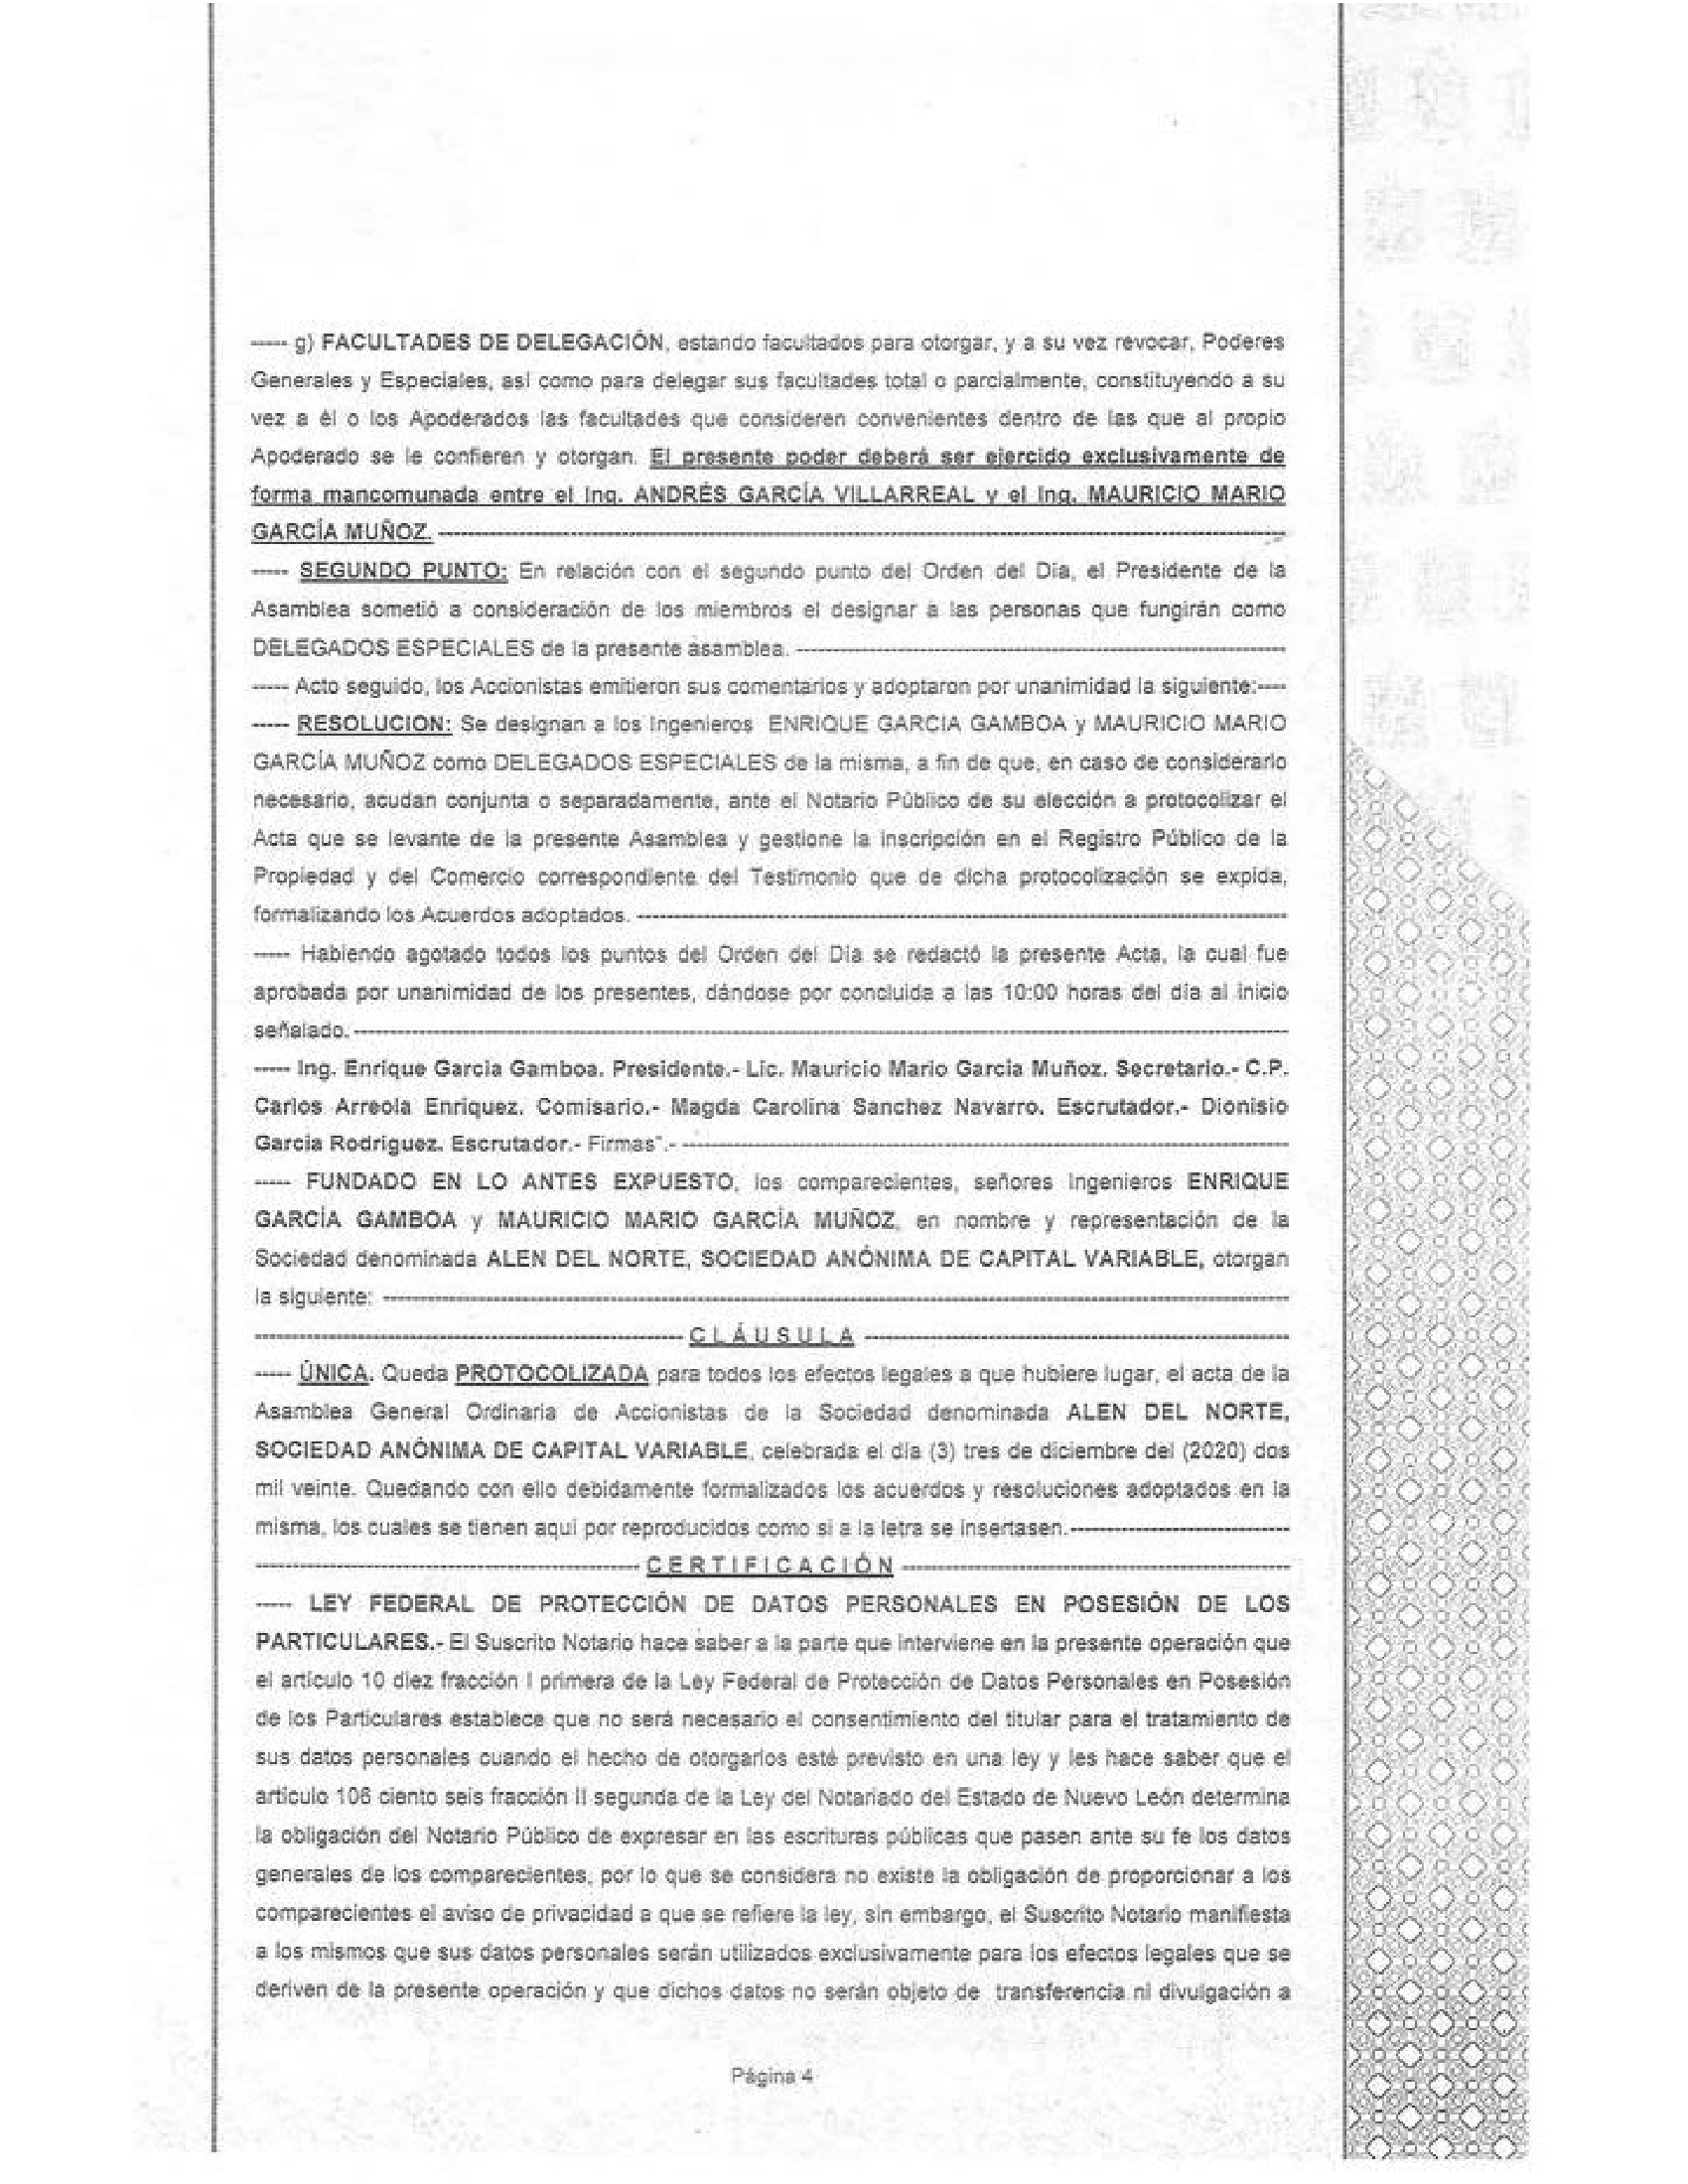 ----- g) FACULTADES DE DELEGACIÓN, estando facultados para otorgar, y a su vez revocar, Poderes
Generales y Especiales, así como para delegar sus facultades total o parcialmente, constituyendo a su
vez a él o los Apoderados las facultades que consideren convenientes dentro de las que al propio
Apoderado se le confieren y otorgan. El presente poder deberá ser ejercido exclusivamente de
forma mancomunada entre el Ing. ANDRÉS GARCÍA VILLARREAL y el Ing. MAURICIO MARIO
GARCÍA MUÑOZ. -----
----- SEGUNDO PUNTO: En relación con el segundo punto del Orden del Día, el Presidente de la
Asamblea sometió a consideración de los miembros el designar a las personas que fungirán como
DELEGADOS ESPECIALES de la presente asamblea. -----
----- Acto seguido, los Accionistas emitieron sus comentarios y adoptaron por unanimidad la siguiente:----
----- RESOLUCION: Se designan a los Ingenieros ENRIQUE GARCIA GAMBOA y MAURICIO MARIO
GARCÍA MUÑOZ como DELEGADOS ESPECIALES de la misma, a fin de que, en caso de considerarlo
necesario, acudan conjunta o separadamente, ante el Notario Público de su elección a protocolizar el
Acta que se levante de la presente Asamblea y gestione la inscripción en el Registro Público de la
Propiedad y del Comercio correspondiente del Testimonio que de dicha protocolización se expida,
formalizando los Acuerdos adoptados. -----
----- Habiendo agotado todos los puntos del Orden del Día se redactó la presente Acta, la cual fue
aprobada por unanimidad de los presentes, dándose por concluida a las 10:00 horas del día al inicio
señalado. -----
----- Ing. Enrique Garcia Gamboa. Presidente.- Lic. Mauricio Mario Garcia Muñoz. Secretario.- C.P.
Carlos Arreola Enriquez. Comisario.- Magda Carolina Sanchez Navarro. Escrutador.- Dionisio
Garcia Rodriguez. Escrutador.- Firmas".- -----
----- FUNDADO EN LO ANTES EXPUESTO, los comparecientes, señores Ingenieros ENRIQUE
GARCÍA GAMBOA y MAURICIO MARIO GARCÍA MUÑOZ, en nombre y representación de la
Sociedad denominada ALEN DEL NORTE, SOCIEDAD ANÓNIMA DE CAPITAL VARIABLE, otorgan
la siguiente: -----
----- C L Á U S U L A -----
----- ÚNICA. Queda PROTOCOLIZADA para todos los efectos legales a que hubiere lugar, el acta de la
Asamblea General Ordinaria de Accionistas de la Sociedad denominada ALEN DEL NORTE,
SOCIEDAD ANÓNIMA DE CAPITAL VARIABLE, celebrada el día (3) tres de diciembre del (2020) dos
mil veinte. Quedando con ello debidamente formalizados los acuerdos y resoluciones adoptados en la
misma, los cuales se tienen aquí por reproducidos como si a la letra se insertasen.-----
----- C E R T I F I C A C I Ó N -----
----- LEY FEDERAL DE PROTECCIÓN DE DATOS PERSONALES EN POSESIÓN DE LOS
PARTICULARES.- El Suscrito Notario hace saber a la parte que interviene en la presente operación que
el artículo 10 diez fracción I primera de la Ley Federal de Protección de Datos Personales en Posesión
de los Particulares establece que no será necesario el consentimiento del titular para el tratamiento de
sus datos personales cuando el hecho de otorgarlos esté previsto en una ley y les hace saber que el
artículo 106 ciento seis fracción II segunda de la Ley del Notariado del Estado de Nuevo León determina
la obligación del Notario Público de expresar en las escrituras públicas que pasen ante su fe los datos
generales de los comparecientes, por lo que se considera no existe la obligación de proporcionar a los
comparecientes el aviso de privacidad a que se refiere la ley, sin embargo, el Suscrito Notario manifiesta
a los mismos que sus datos personales serán utilizados exclusivamente para los efectos legales que se
deriven de la presente operación y que dichos datos no serán objeto de transferencia ni divulgación a
Página 4